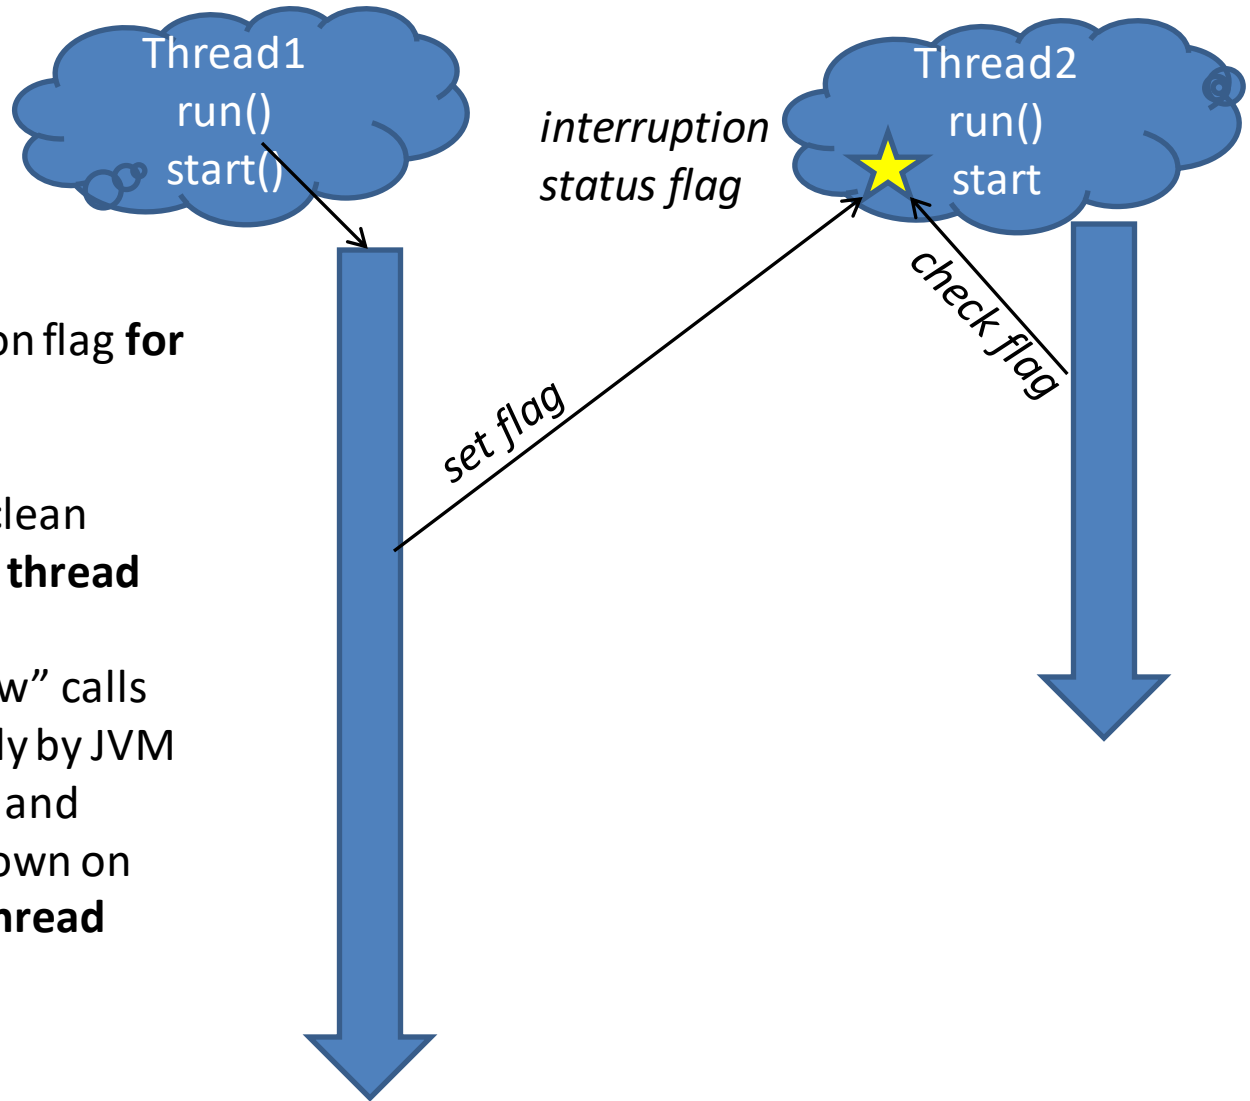 Thread1
run()
start()
interruption
status flag
Thread2
run()
start
check flag
set flag
on flag for
clean
thread
w” calls
ly by JVM
and
own on
hread